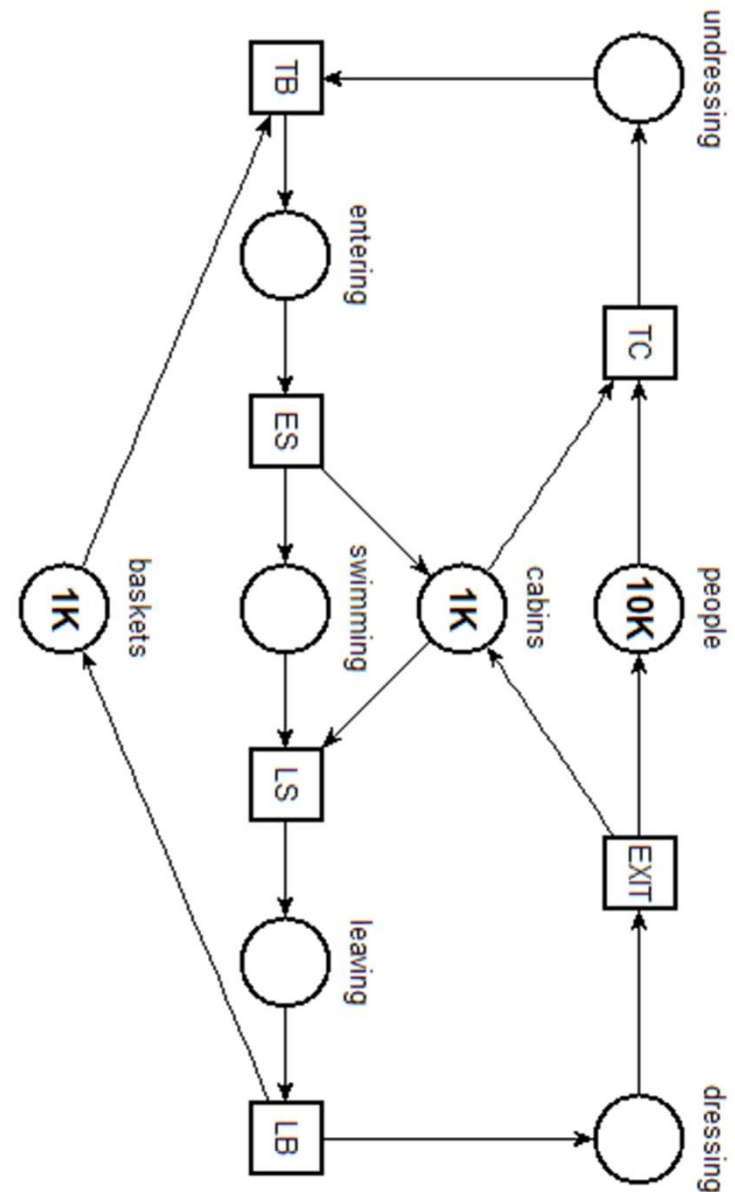 undressing
people
dressing
TC
10K
EXIT
cabins
1K
entering
swimming
leaving
TB
ES
LS
LB
baskets
1K